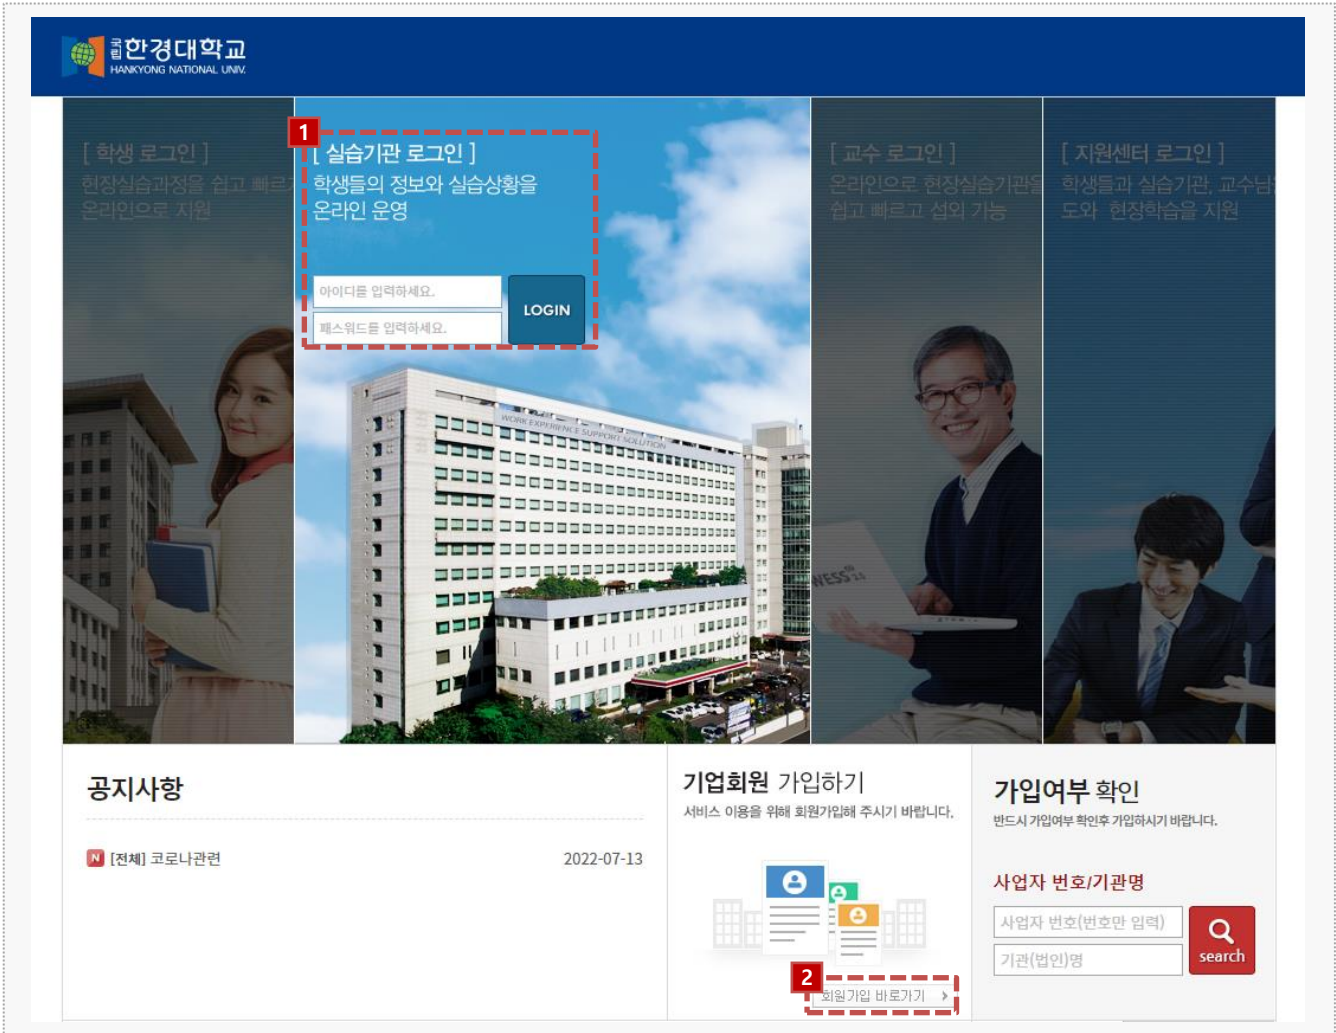 국립한경대학교
HANKYONG NATIONAL UNIV.
[ 학생 로그인 ]
현장실습과정을 쉽고 빠르
온라인으로 지원
1
[ 실습기관 로그인 ]
학생들의 정보와 실습상황을
온라인 운영
아이디를 입력하세요.
패스워드를 입력하세요.
LOGIN
[ 교수 로그인 ]
온라인으로 현장실습기관을
쉽고 빠르고 섭외 가능
[ 지원센터 로그인 ]
학생들과 실습기관, 교수님
도와 현장학습을 지원
WORK EXPERIENCE SUPPORT SOLUTION
공지사항
N [전체] 코로나관련 2022-07-13
기업회원 가입하기
서비스 이용을 위해 회원가입해 주시기 바랍니다.
2
회원가입 바로가기
가입여부 확인
반드시 가입여부 확인후 가입하시기 바랍니다.
사업자 번호/기관명
사업자 번호(번호만 입력)
기관(법인)명
search